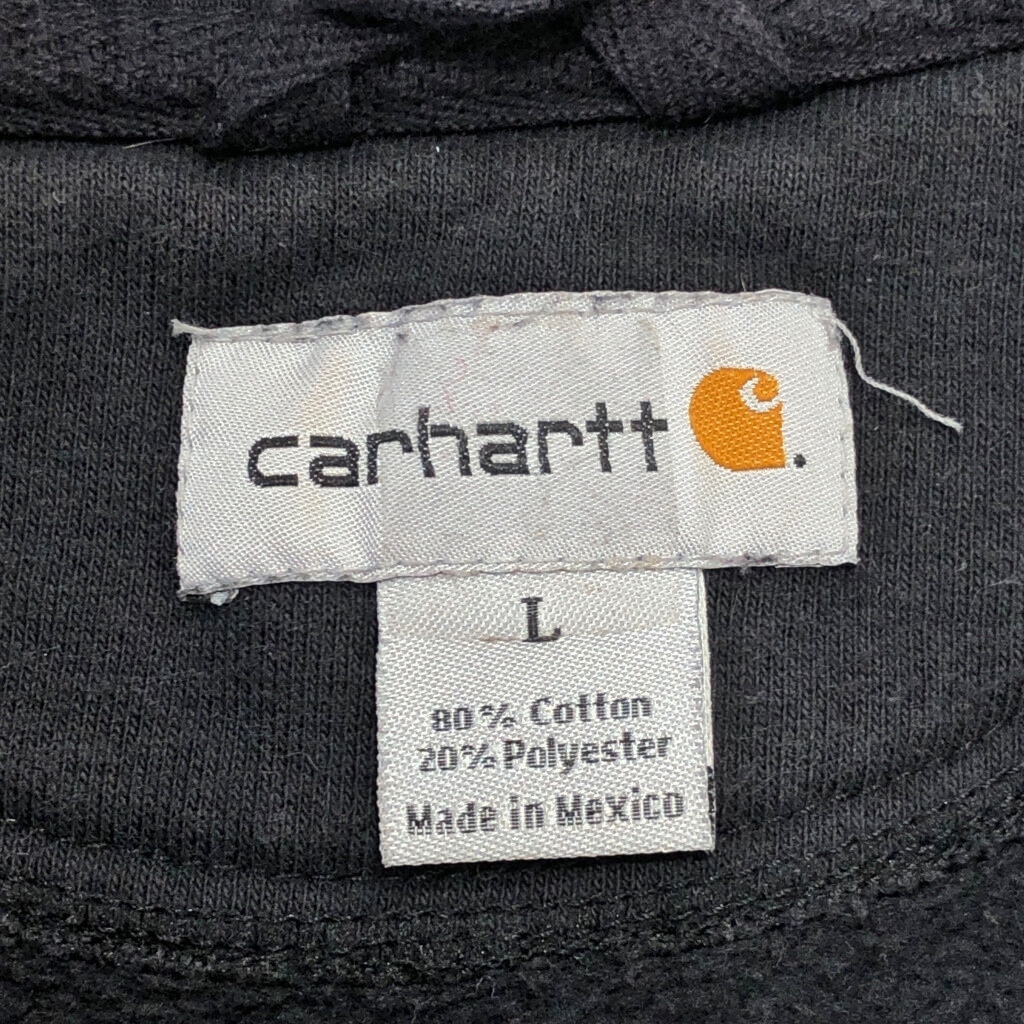 carhartt
L
80% Cotton
20% Polyester
Made in Mexico